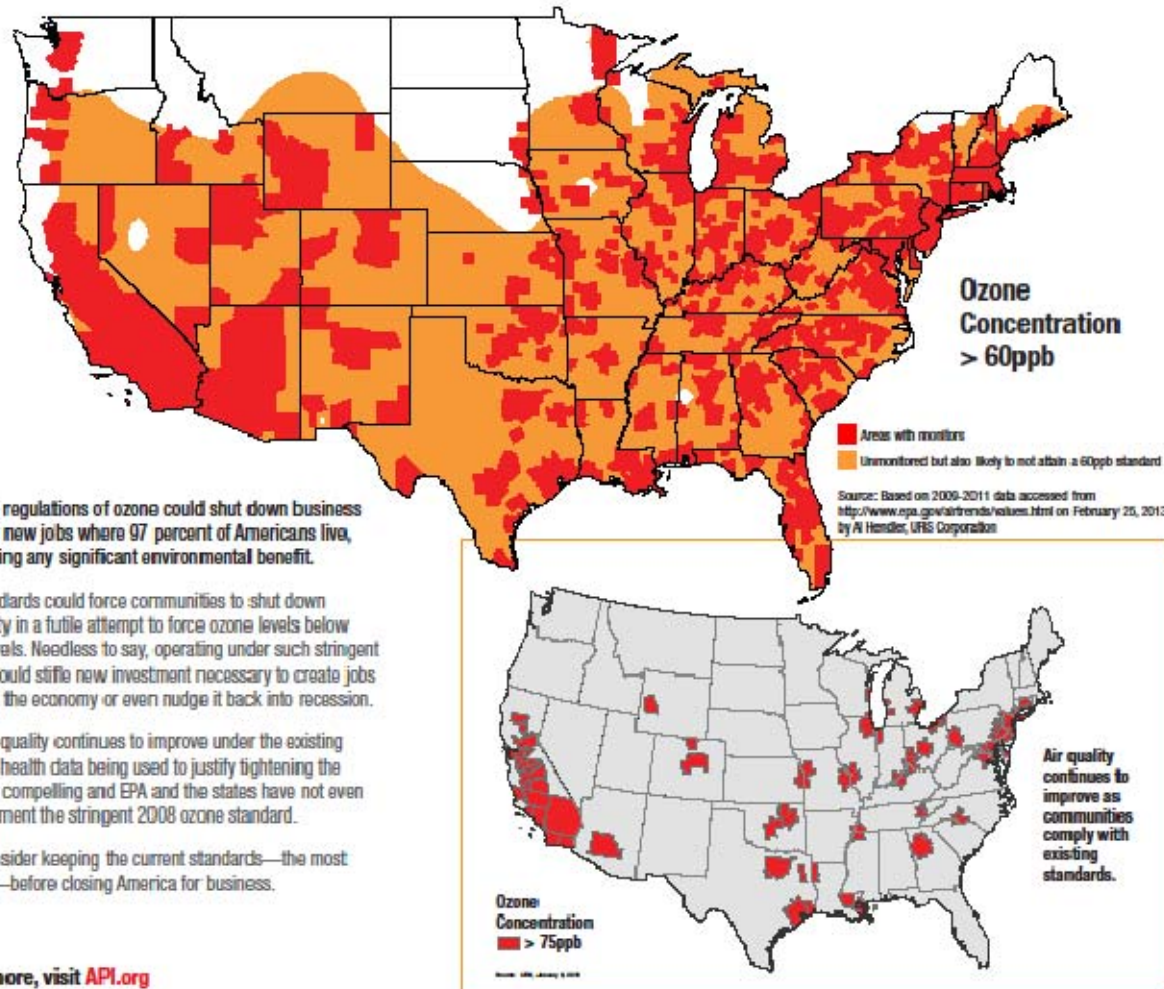 Ozone
Concentration
> 60ppb
Areas with monitors
Unmonitored but also likely to not attain a 60ppb standard
Source: Based on 2009-2011 data accessed from
http://www.epa.gov/airtrends/values.html on February 25, 2013
by Al Hendler, URS Corporation
regulations of ozone could shut down business
new jobs where 97 percent of Americans live,
ing any significant environmental benefit.
dards could force communities to shut down
ty in a futile attempt to force ozone levels below
vels. Needless to say, operating under such stringent
ould stifle new investment necessary to create jobs
the economy or even nudge it back into recession.
quality continues to improve under the existing
health data being used to justify tightening the
compelling and EPA and the states have not even
ment the stringent 2008 ozone standard.
nsider keeping the current standards—the most
—before closing America for business.
more, visit API.org
Air quality
continues to
improve as
communities
comply with
existing
standards.
Ozone
Concentration
> 75ppb